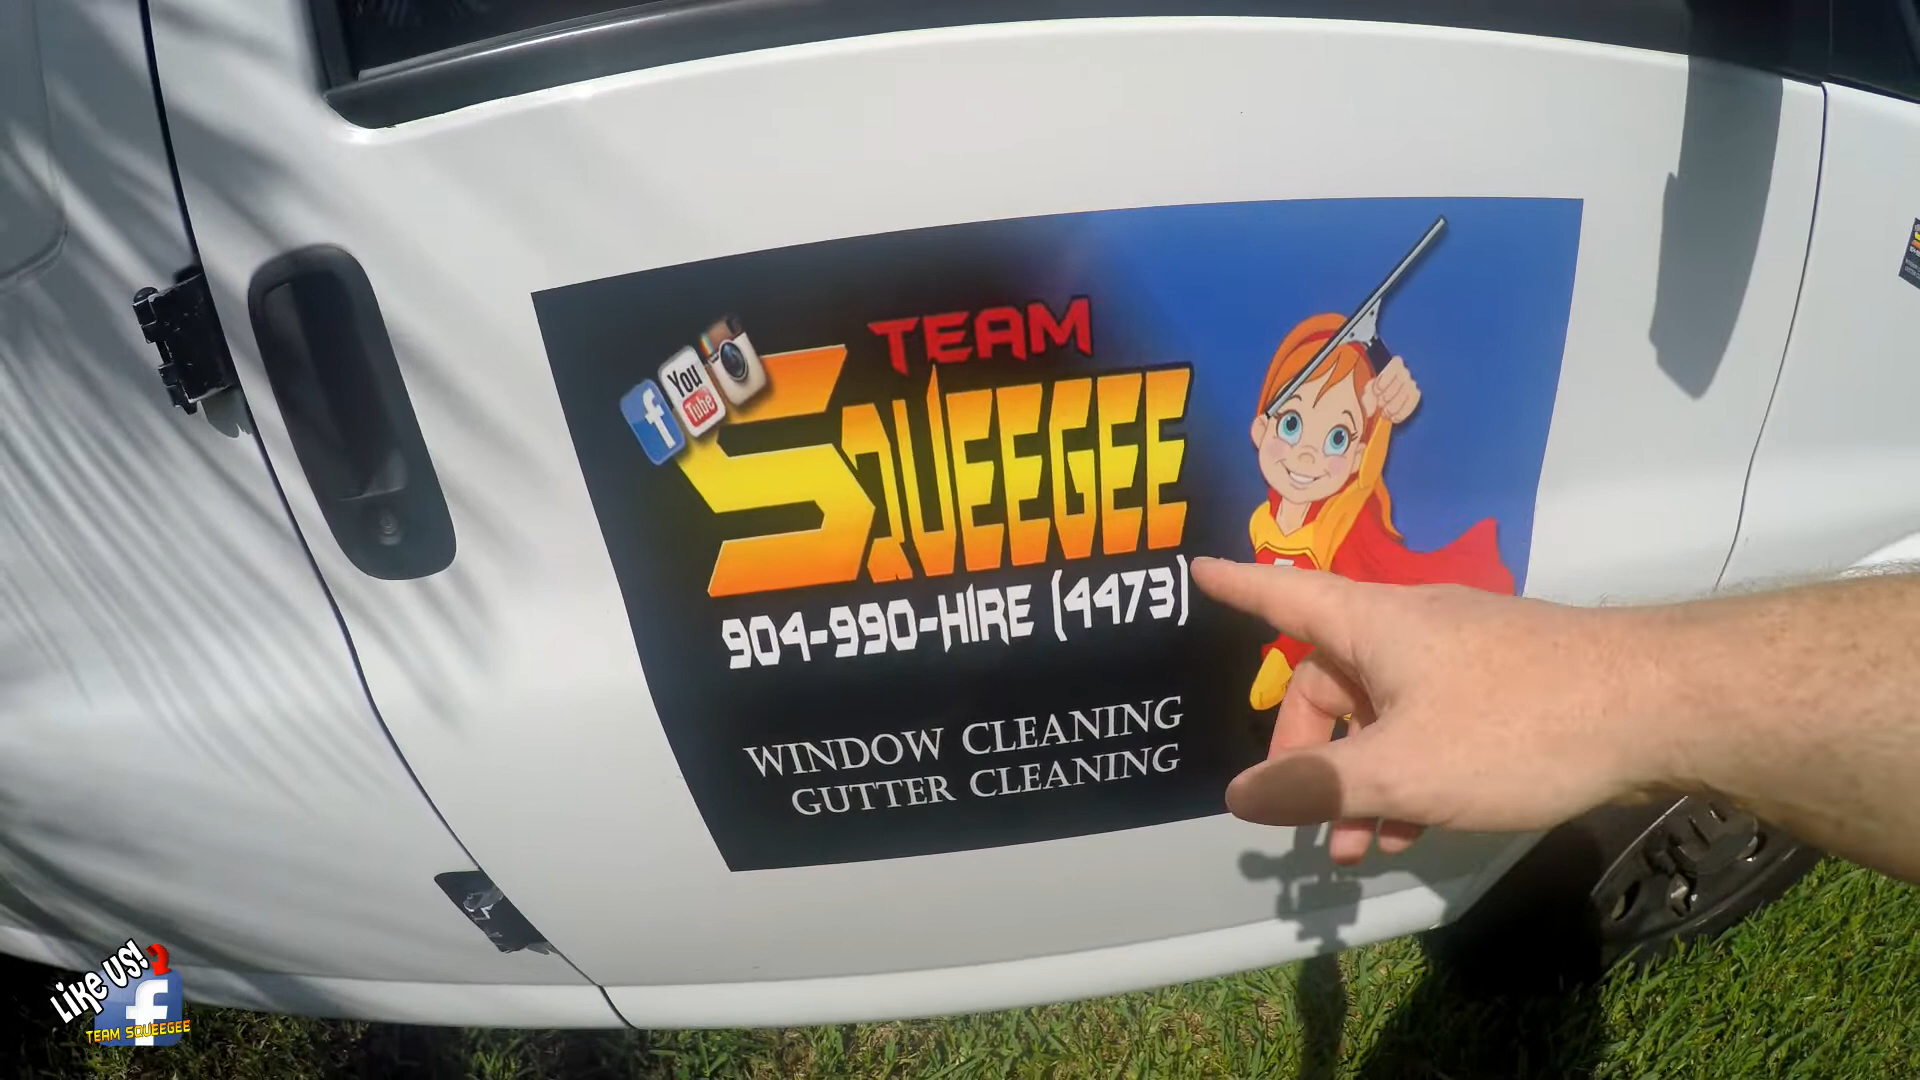 TEAM
You
Tube
f
SQUEEGEE
904-990-HIRE (4473)
WINDOW CLEANING
GUTTER CLEANING
LIKE US!
f
TEAM SQUEEGEE